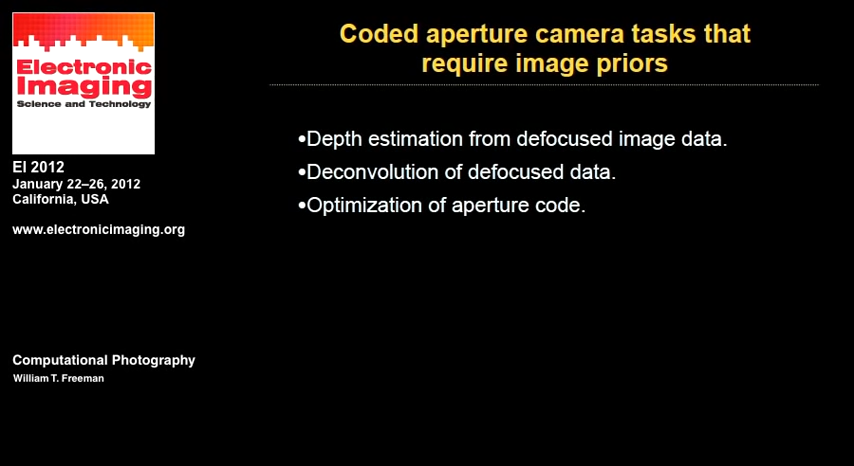 Electronic
Imaging
Science and Technology
EI 2012
January 22–26, 2012
California, USA
www.electronicimaging.org
Computational Photography
William T. Freeman
Coded aperture camera tasks that
require image priors
•Depth estimation from defocused image data.
•Deconvolution of defocused data.
•Optimization of aperture code.